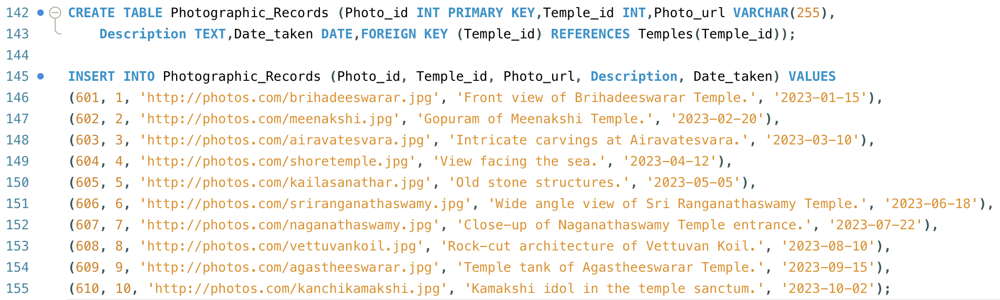 142 CREATE TABLE Photographic_Records (Photo_id INT PRIMARY KEY,Temple_id INT,Photo_url VARCHAR(255),
143 Description TEXT,Date_taken DATE,FOREIGN KEY (Temple_id) REFERENCES Temples(Temple_id));
144
145 INSERT INTO Photographic_Records (Photo_id, Temple_id, Photo_url, Description, Date_taken) VALUES
146 (601, 1, 'http://photos.com/brihadeeswarar.jpg', 'Front view of Brihadeeswarar Temple.', '2023-01-15'),
147 (602, 2, 'http://photos.com/meenakshi.jpg', 'Gopuram of Meenakshi Temple.', '2023-02-20'),
148 (603, 3, 'http://photos.com/airavatesvara.jpg', 'Intricate carvings at Airavatesvara.', '2023-03-10'),
149 (604, 4, 'http://photos.com/shoretemple.jpg', 'View facing the sea.', '2023-04-12'),
150 (605, 5, 'http://photos.com/kailasanathar.jpg', 'Old stone structures.', '2023-05-05'),
151 (606, 6, 'http://photos.com/sriranganathaswamy.jpg', 'Wide angle view of Sri Ranganathaswamy Temple.', '2023-06-18'),
152 (607, 7, 'http://photos.com/naganathaswamy.jpg', 'Close-up of Naganathaswamy Temple entrance.', '2023-07-22'),
153 (608, 8, 'http://photos.com/vettuvankoil.jpg', 'Rock-cut architecture of Vettuvan Koil.', '2023-08-10'),
154 (609, 9, 'http://photos.com/agastheeswarar.jpg', 'Temple tank of Agastheeswarar Temple.', '2023-09-15'),
155 (610, 10, 'http://photos.com/kanchikamakshi.jpg', 'Kamakshi idol in the temple sanctum.', '2023-10-02');